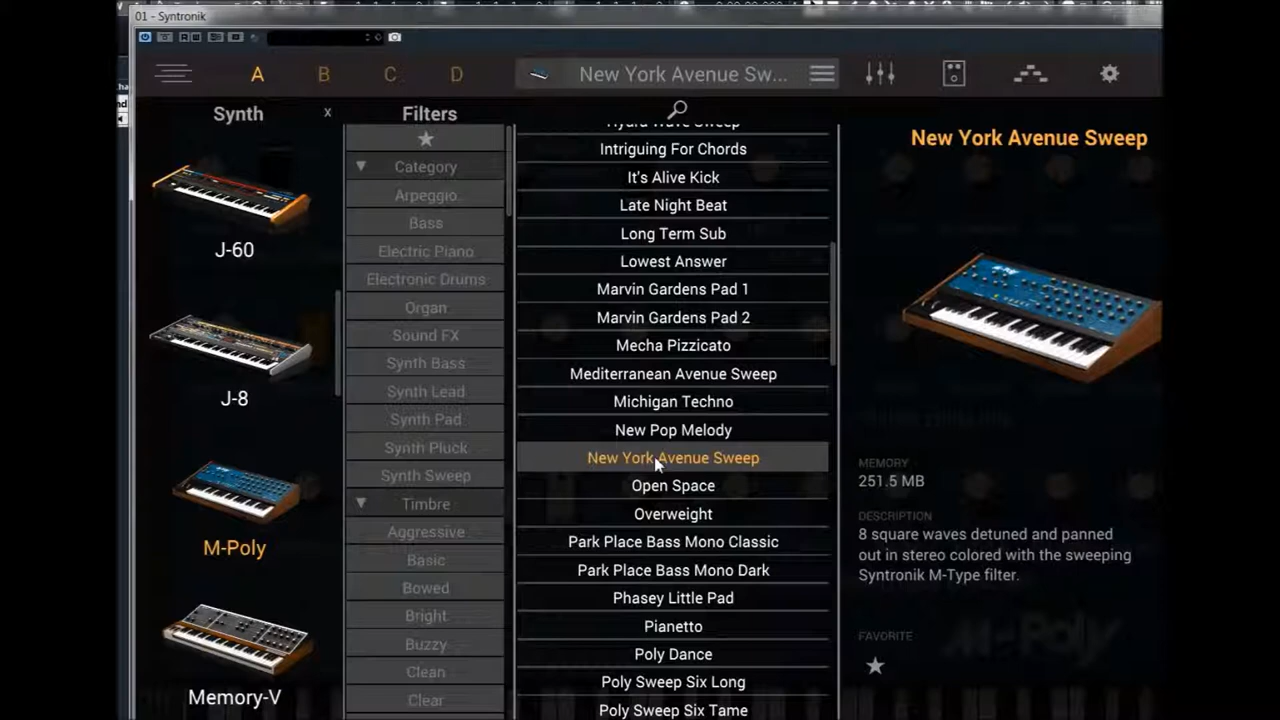 01 - Syntronik
A B C D
New York Avenue Sw...
Synth x
J-60
J-8
M-Poly
Memory-V
Filters
Category
Arpeggio
Bass
Electric Piano
Electronic Drums
Organ
Sound FX
Synth Bass
Synth Lead
Synth Pad
Synth Pluck
Synth Sweep
Timbre
Aggressive
Basic
Bowed
Bright
Buzzy
Clean
Clear
Hydra Wave Sweep
Intriguing For Chords
It's Alive Kick
Late Night Beat
Long Term Sub
Lowest Answer
Marvin Gardens Pad 1
Marvin Gardens Pad 2
Mecha Pizzicato
Mediterranean Avenue Sweep
Michigan Techno
New Pop Melody
New York Avenue Sweep
Open Space
Overweight
Park Place Bass Mono Classic
Park Place Bass Mono Dark
Phasey Little Pad
Pianetto
Poly Dance
Poly Sweep Six Long
Poly Sweep Six Tame
New York Avenue Sweep
MEMORY
251.5 MB
DESCRIPTION
8 square waves detuned and panned
out in stereo colored with the sweeping
Syntronik M-Type filter.
FAVORITE
M-Poly